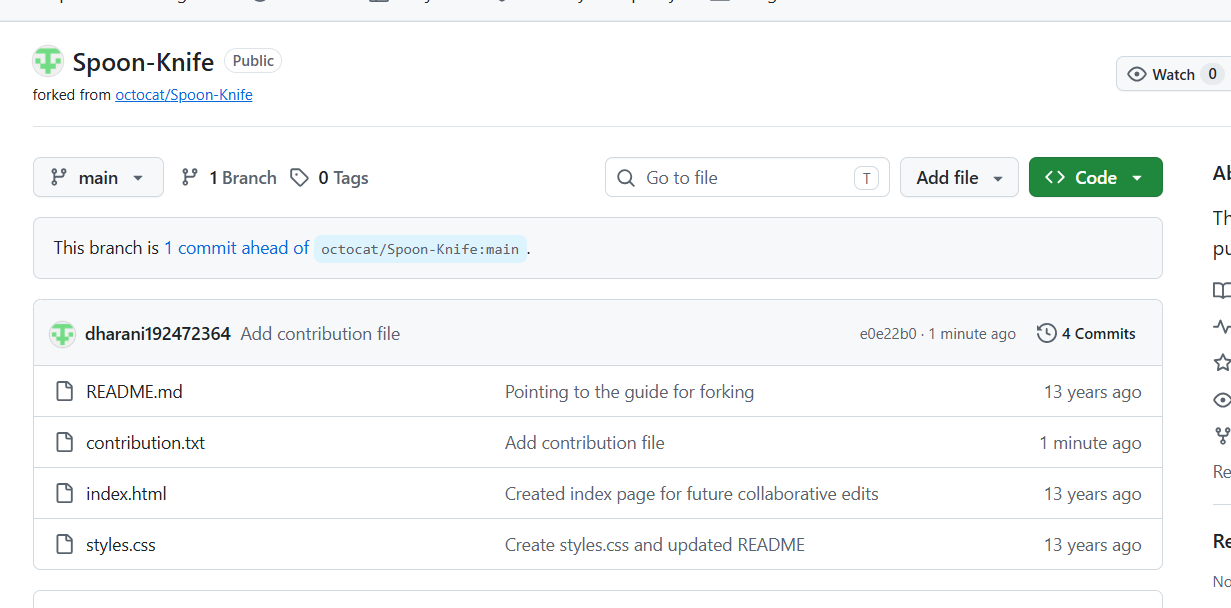 Spoon-Knife Public
Watch 0
forked from octocat/Spoon-Knife
main 1 Branch 0 Tags Go to file T Add file Code
This branch is 1 commit ahead of octocat/Spoon-Knife:main .
dharani192472364 Add contribution file e0e22b0 · 1 minute ago 4 Commits
README.md Pointing to the guide for forking 13 years ago
contribution.txt Add contribution file 1 minute ago
index.html Created index page for future collaborative edits 13 years ago
styles.css Create styles.css and updated README 13 years ago